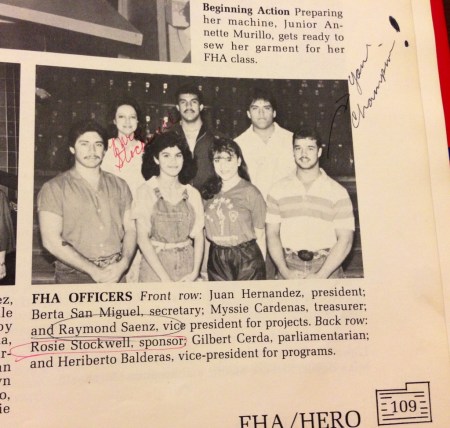 Beginning Action Preparing
her machine, Junior An-
nette Murillo, gets ready to
sew her garment for her
FHA class.
Champion!
Stockwell
FHA OFFICERS Front row: Juan Hernandez, president;
Berta San Miguel, secretary; Myssie Cardenas, treasurer;
and Raymond Saenz, vice president for projects. Back row:
Rosie Stockwell, sponsor; Gilbert Cerda, parliamentarian;
and Heriberto Balderas, vice-president for programs.
FHA/HERO
109